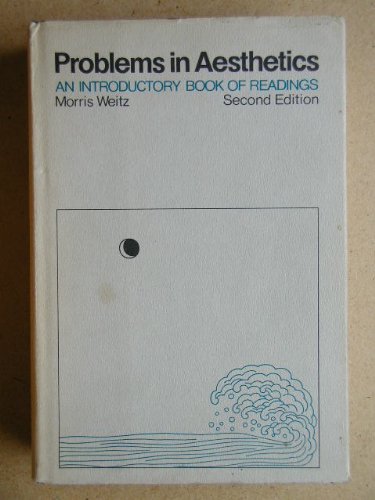 Problems in Aesthetics
AN INTRODUCTORY BOOK OF READINGS
Morris Weitz Second Edition